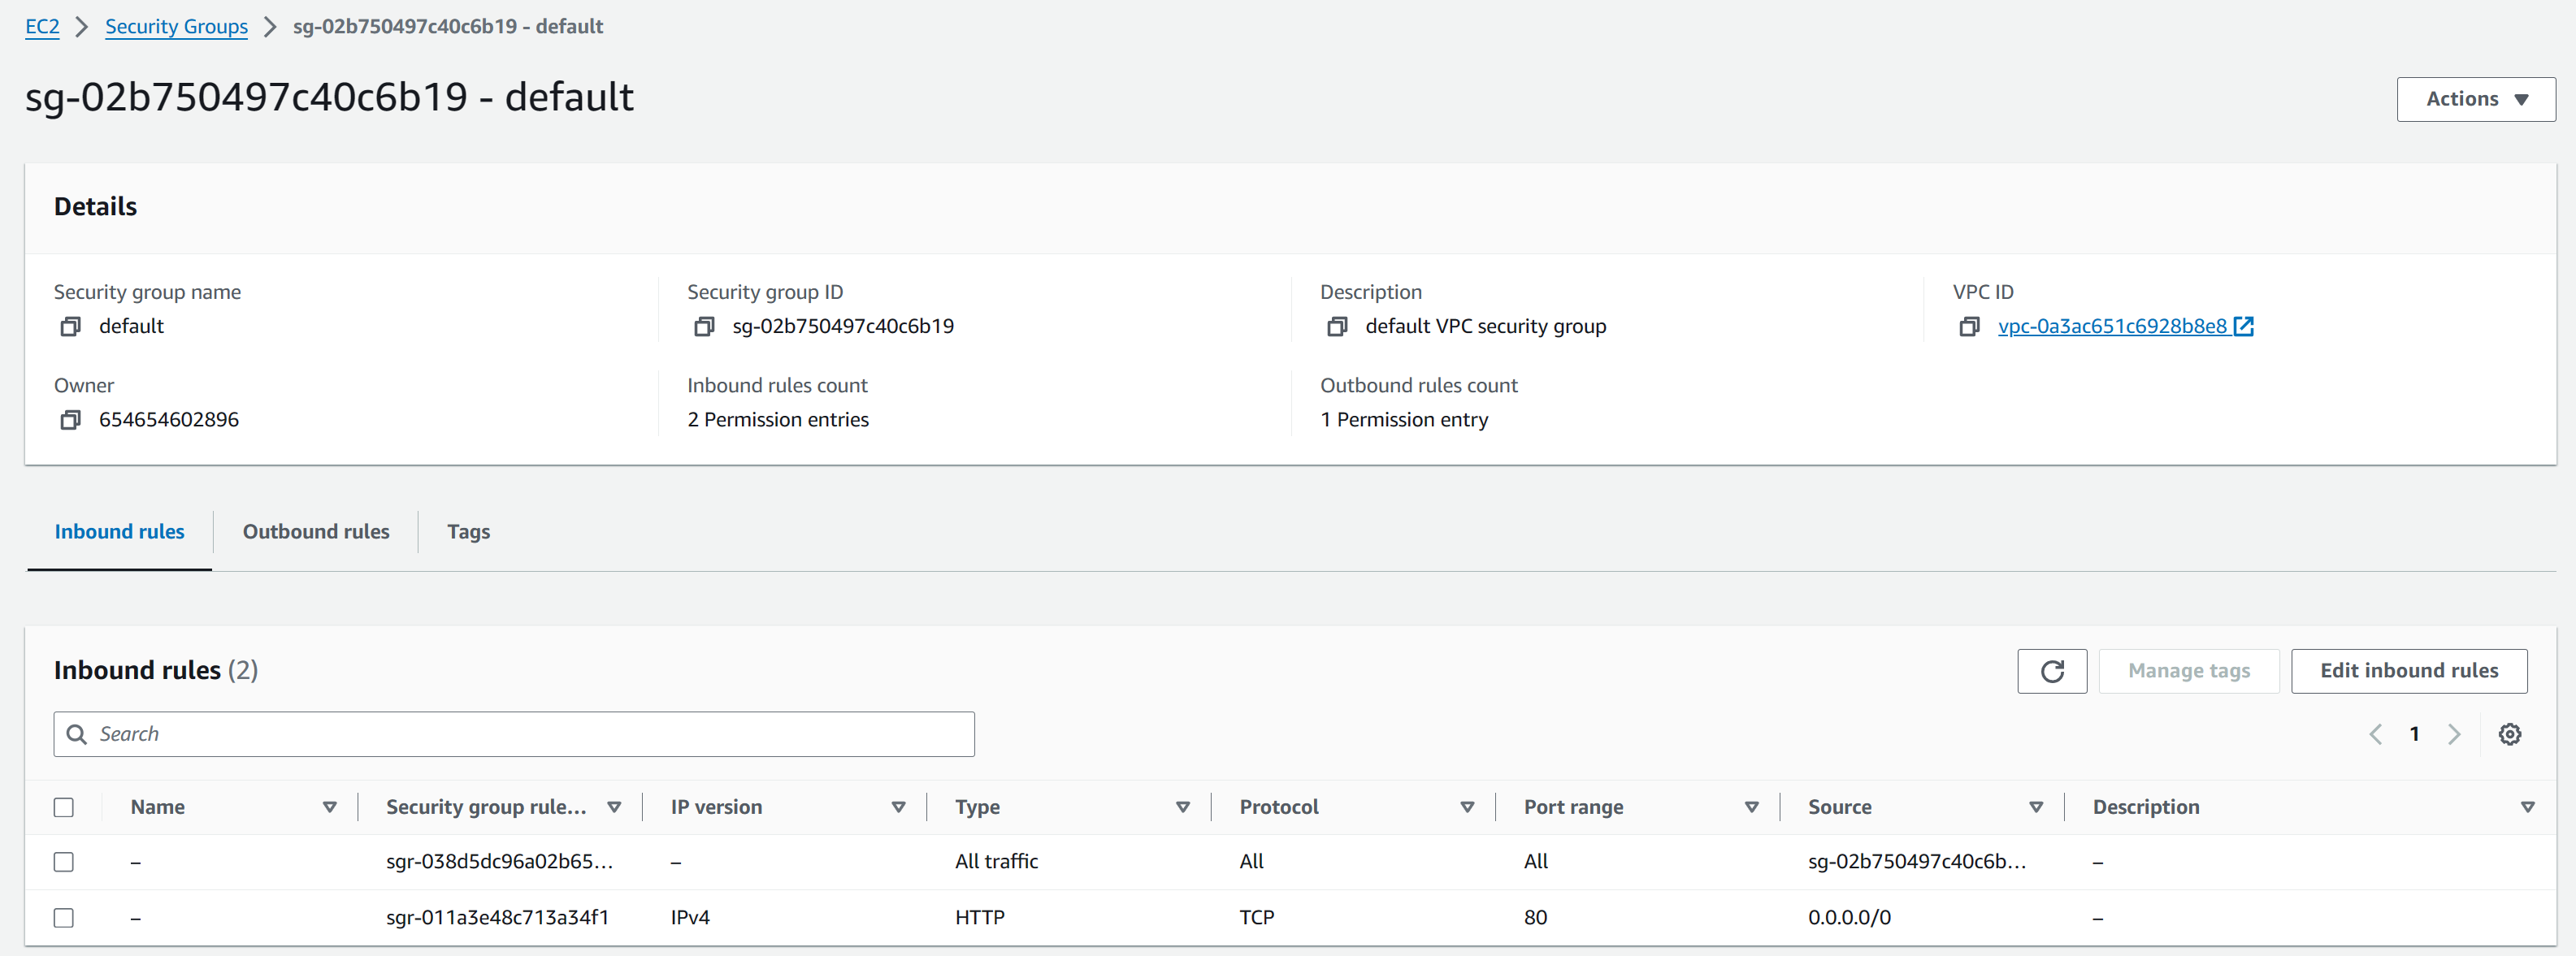 EC2 > Security Groups > sg-02b750497c40c6b19 - default
sg-02b750497c40c6b19 - default
Actions
Details
Security group name
default
Security group ID
sg-02b750497c40c6b19
Description
default VPC security group
VPC ID
vpc-0a3ac651c6928b8e8
Owner
654654602896
Inbound rules count
2 Permission entries
Outbound rules count
1 Permission entry
Inbound rules Outbound rules Tags
Inbound rules (2)
Manage tags Edit inbound rules
Search
1
Name Security group rule... IP version Type Protocol Port range Source Description
– sgr-038d5dc96a02b65... – All traffic All All sg-02b750497c40c6b... –
– sgr-011a3e48c713a34f1 IPv4 HTTP TCP 80 0.0.0.0/0 –